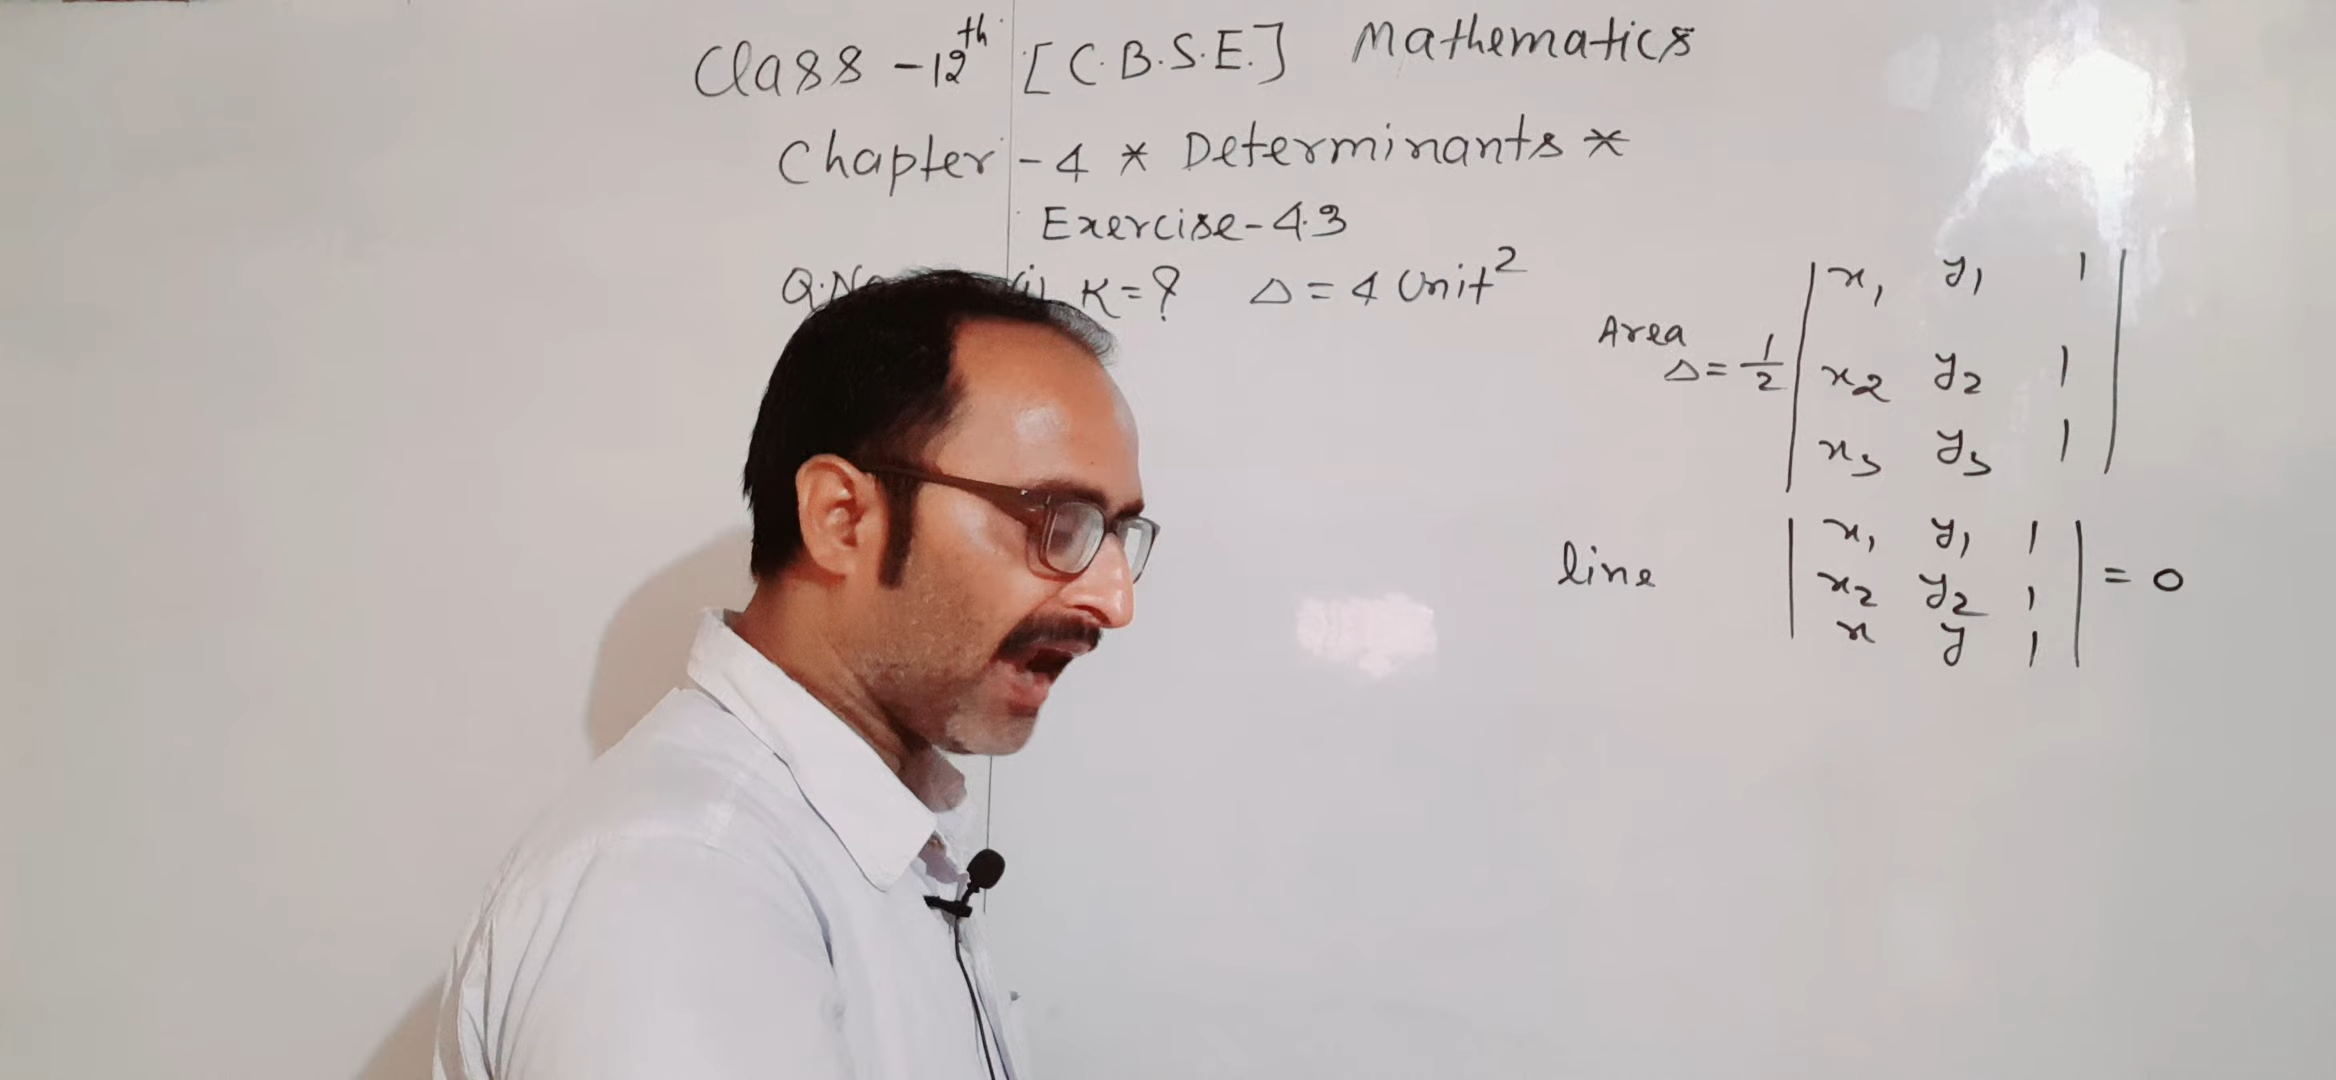 Class - 12th [C.B.S.E.] Mathematics
Chapter - 4 * Determinants *
Exercise - 4.3
K = ? Δ = 4 Unit²
Area
Δ = 1/2 | x₁ y₁ 1 |
| x₂ y₂ 1 |
| x₃ y₃ 1 |
line | x₁ y₁ 1 |
| x₂ y₂ 1 | = 0
| x y 1 |